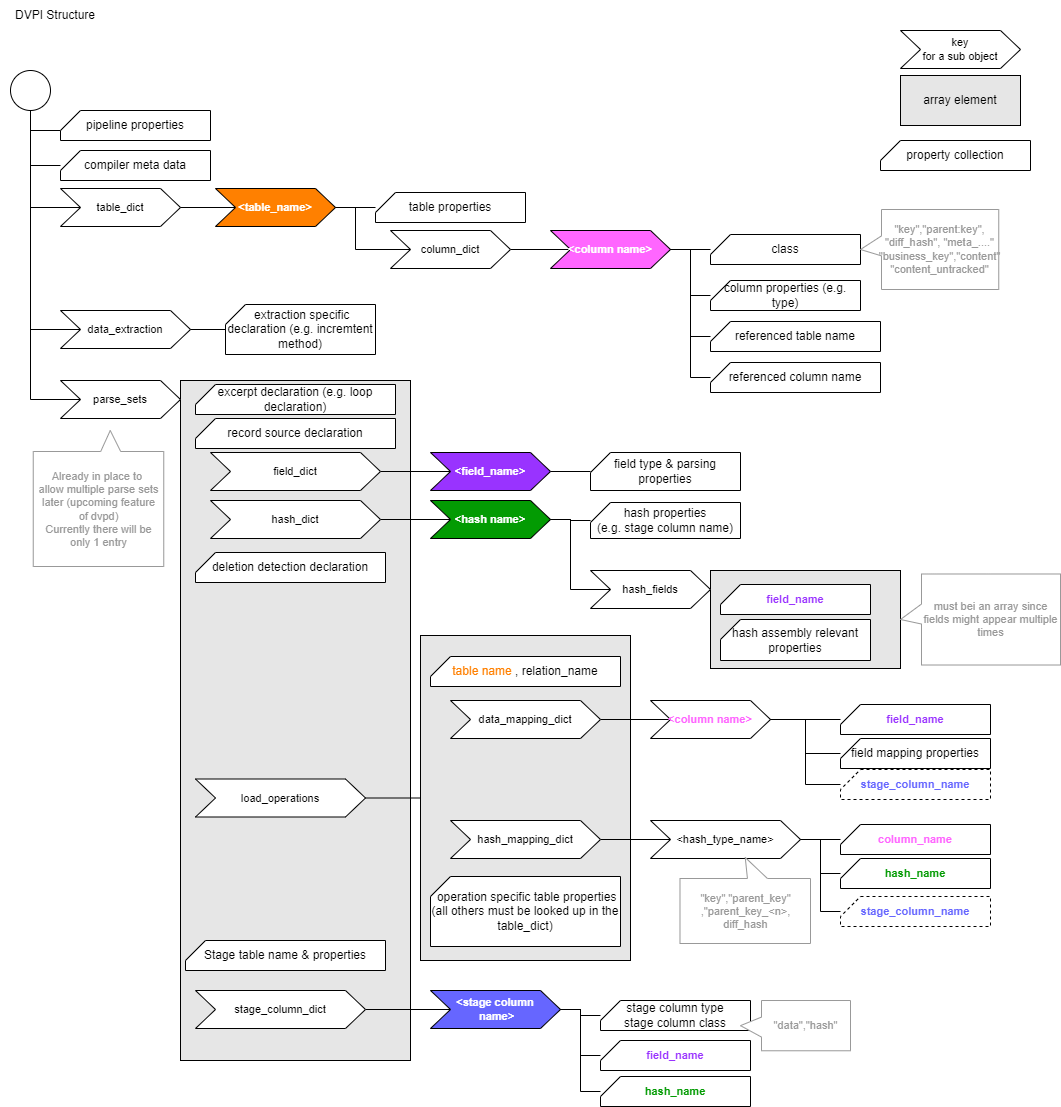 DVPI Structure
key
for a sub object
array element
property collection
pipeline properties
compiler meta data
table_dict
<table_name>
table properties
column_dict
<column name>
class
"key","parent:key",
"diff_hash", "meta_...."
"business_key","content"
"content_untracked"
column properties (e.g.
type)
referenced table name
referenced column name
data_extraction
extraction specific
declaration (e.g. incremtent
method)
parse_sets
excerpt declaration (e.g. loop
declaration)
record source declaration
Already in place to
allow multiple parse sets
later (upcoming feature
of dvpd)
Currently there will be
only 1 entry
field_dict
<field_name>
field type & parsing
properties
hash_dict
<hash name>
hash properties
(e.g. stage column name)
deletion detection declaration
hash_fields
field_name
hash assembly relevant
properties
must bei an array since
fields might appear multiple
times
table name , relation_name
data_mapping_dict
<column name>
field_name
field mapping properties
stage_column_name
load_operations
hash_mapping_dict
<hash_type_name>
column_name
hash_name
stage_column_name
"key","parent_key"
,"parent_key_<n>,
diff_hash
operation specific table properties
(all others must be looked up in the
table_dict)
Stage table name & properties
stage_column_dict
<stage column
name>
stage column type
stage column class
"data","hash"
field_name
hash_name